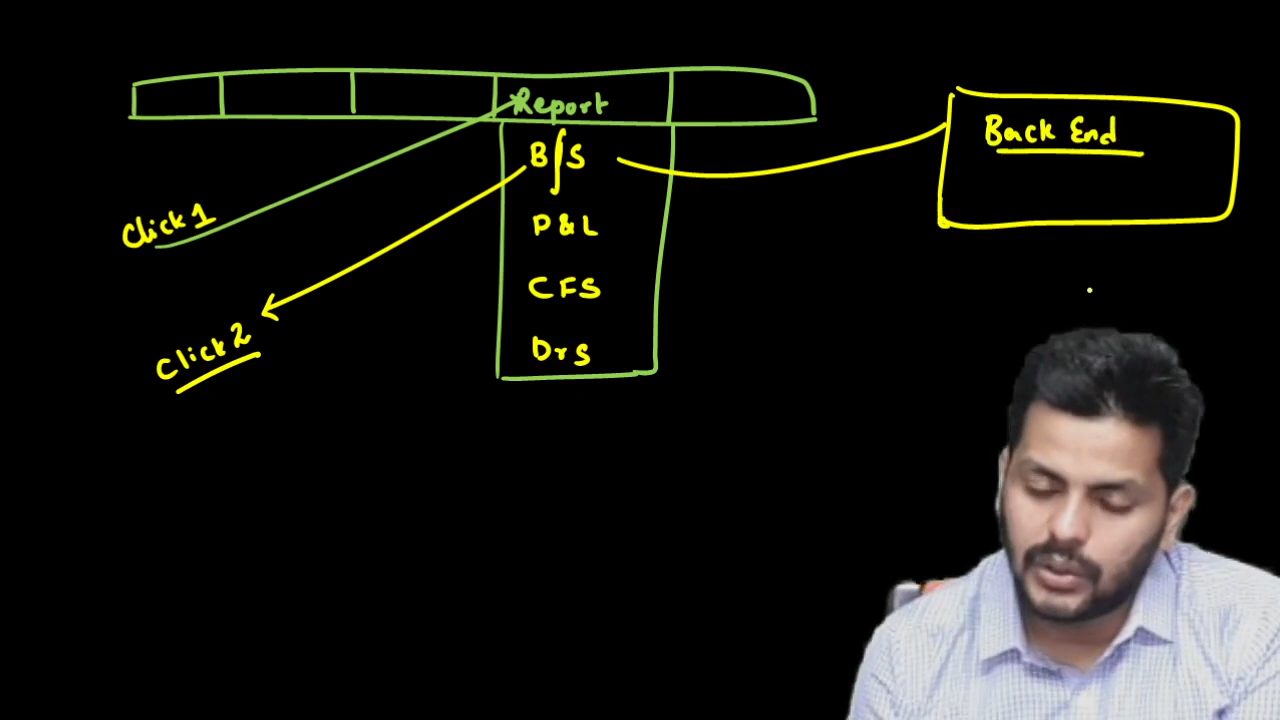 Report
Back End
B/S
P & L
Click 1
CFS
Click 2
Drs